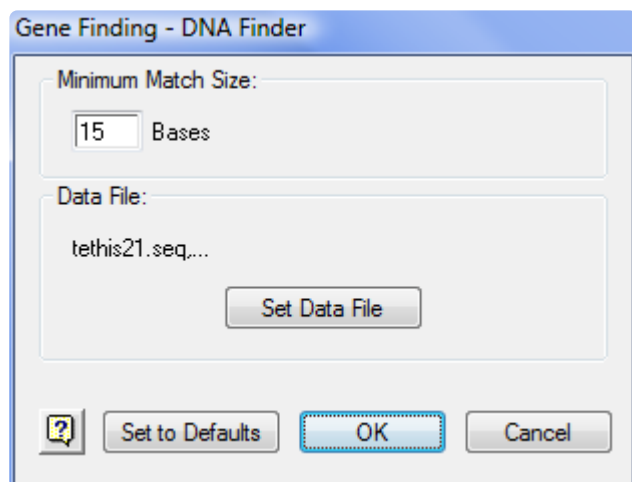 Gene Finding - DNA Finder
Minimum Match Size:
15 Bases
Data File:
tethis21.seq,...
Set Data File
? Set to Defaults OK Cancel